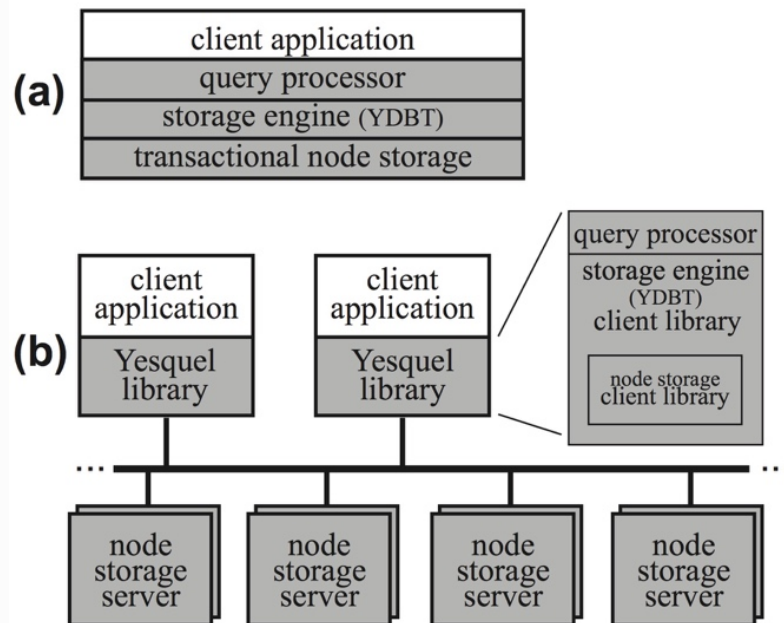 (a)
client application
query processor
storage engine (YDBT)
transactional node storage
(b)
client
application
Yesquel
library
client
application
Yesquel
library
query processor
storage engine
(YDBT)
client library
node storage
client library
...
...
node
storage
server
node
storage
server
node
storage
server
node
storage
server